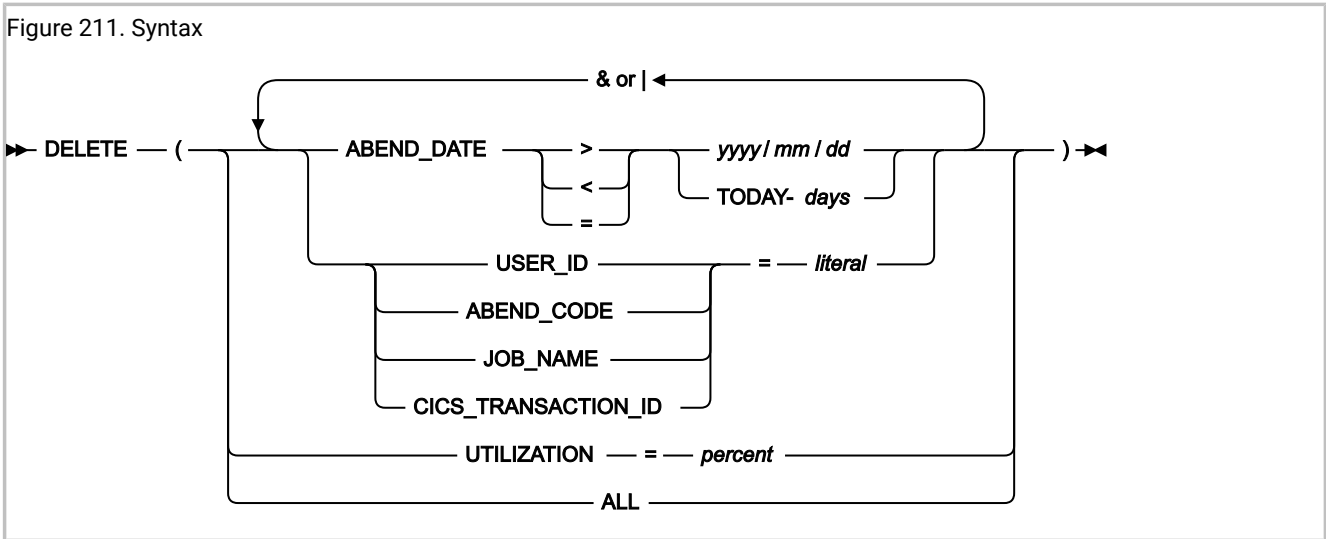 Figure 211. Syntax
& or |
DELETE ( ABEND_DATE > yyyy / mm / dd )
< TODAY- days
=
USER_ID = literal
ABEND_CODE
JOB_NAME
CICS_TRANSACTION_ID
UTILIZATION = percent
ALL